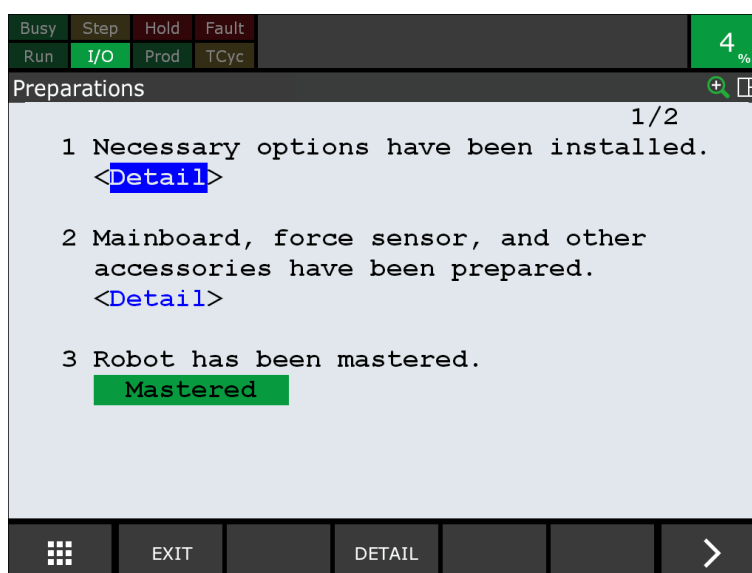 Busy Step Hold Fault
Run I/O Prod TCyc
4 %
Preparations
1/2
1 Necessary options have been installed.
<Detail>
2 Mainboard, force sensor, and other
accessories have been prepared.
<Detail>
3 Robot has been mastered.
Mastered
EXIT DETAIL